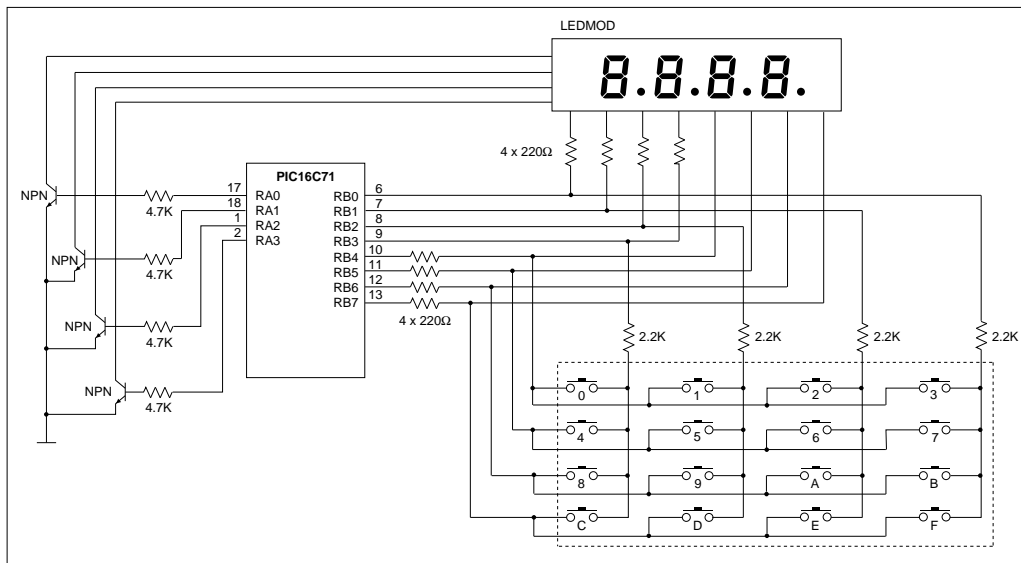 LEDMOD
8.8.8.8.
4 x 220Ω
PIC16C71
NPN
4.7K
17
RA0
RB0
6
18
RA1
RB1
7
1
RA2
RB2
8
2
RA3
RB3
9
RB4
10
RB5
11
RB6
12
RB7
13
NPN
4.7K
4 x 220Ω
NPN
4.7K
2.2K
2.2K
2.2K
2.2K
NPN
4.7K
0
1
2
3
4
5
6
7
8
9
A
B
C
D
E
F